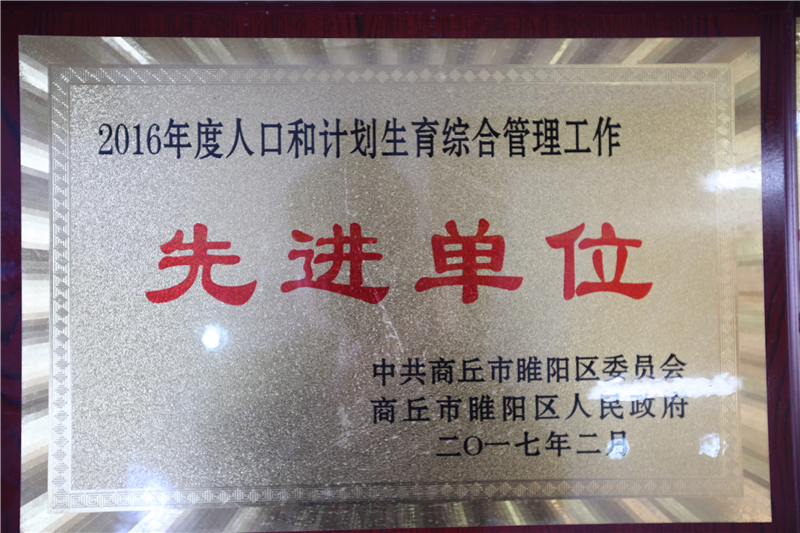 2016年度人口和计划生育综合管理工作
先进单位
中共商丘市睢阳区委员会
商丘市睢阳区人民政府
二〇一七年二月